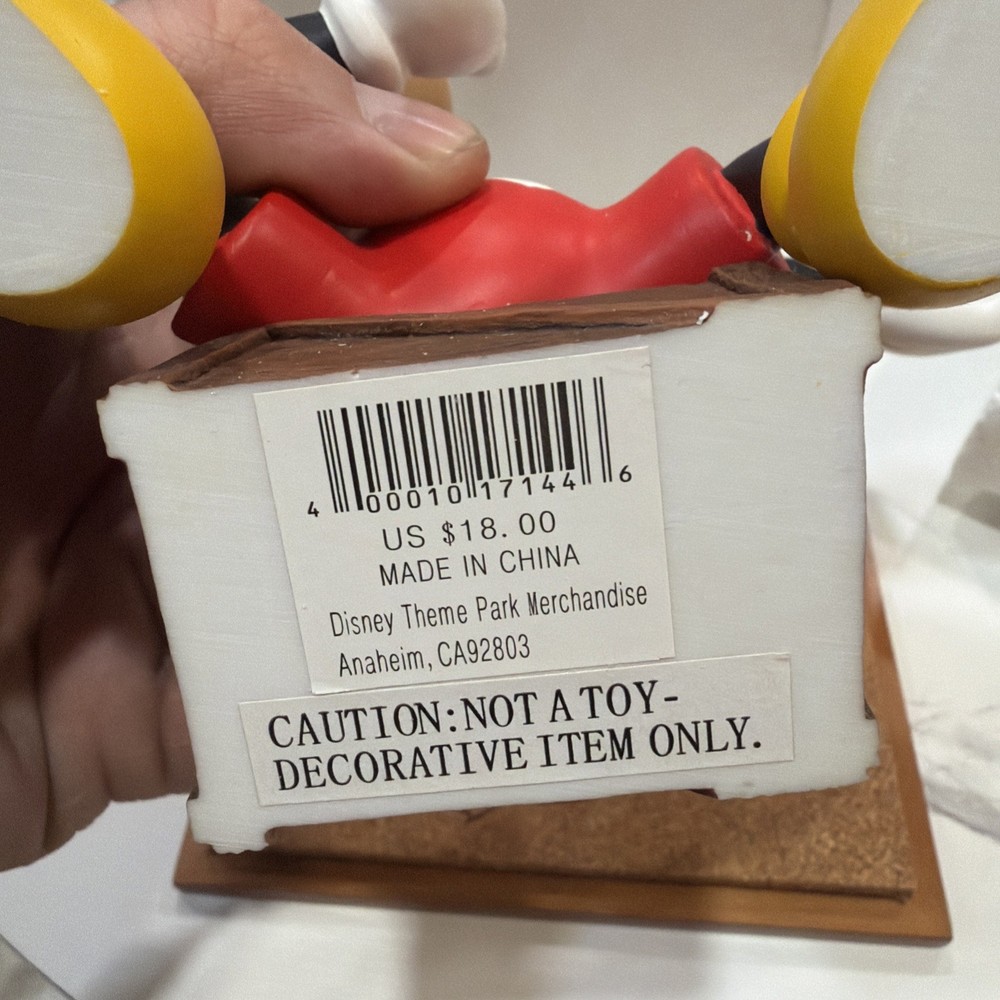 4 00010 17144 6
US $18.00
MADE IN CHINA
Disney Theme Park Merchandise
Anaheim, CA92803
CAUTION:NOT A TOY-
DECORATIVE ITEM ONLY.